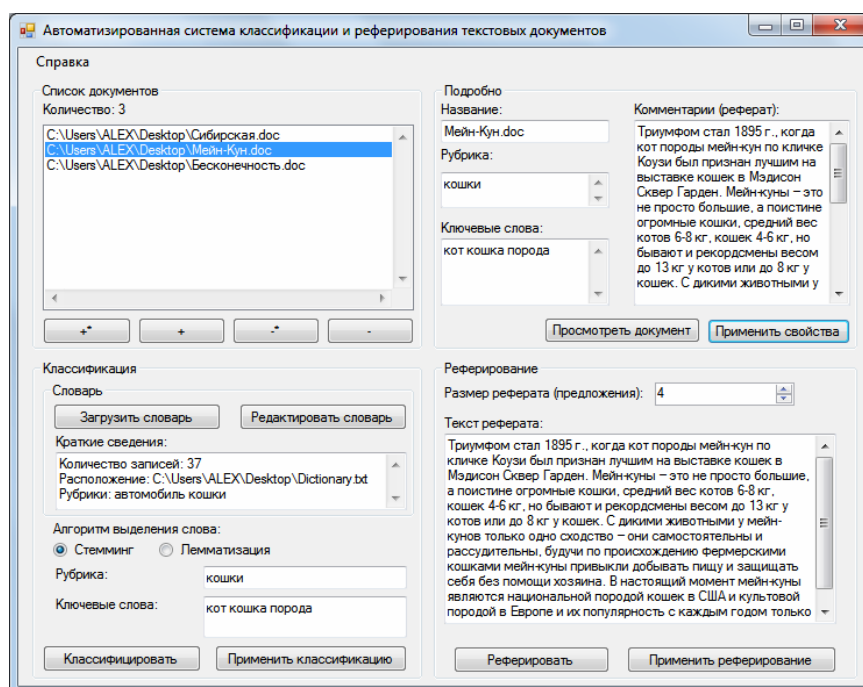 Автоматизированная система классификации и реферирования текстовых документов
Справка
Список документов
Количество: 3
C:\Users\ALEX\Desktop\Сибирская.doc
C:\Users\ALEX\Desktop\Мейн-Кун.doc
C:\Users\ALEX\Desktop\Бесконечность.doc
+* + -* -
Подробно
Название:
Мейн-Кун.doc
Рубрика:
кошки
Ключевые слова:
кот кошка порода
Комментарии (реферат):
Триумфом стал 1895 г., когда
кот породы мейн-кун по кличке
Коузи был признан лучшим на
выставке кошек в Мэдисон
Сквер Гарден. Мейн-куны – это
не просто большие, а поистине
огромные кошки, средний вес
котов 6-8 кг, кошек 4-6 кг, но
бывают и рекордсмены весом
до 13 кг у котов или до 8 кг у
кошек. С дикими животными у
Просмотреть документ Применить свойства
Классификация
Словарь
Загрузить словарь Редактировать словарь
Краткие сведения:
Количество записей: 37
Расположение: C:\Users\ALEX\Desktop\Dictionary.txt
Рубрики: автомобиль кошки
Алгоритм выделения слова:
Стемминг Лемматизация
Рубрика: кошки
Ключевые слова: кот кошка порода
Классифицировать Применить классификацию
Реферирование
Размер реферата (предложения): 4
Текст реферата:
Триумфом стал 1895 г., когда кот породы мейн-кун по
кличке Коузи был признан лучшим на выставке кошек в
Мэдисон Сквер Гарден. Мейн-куны – это не просто большие,
а поистине огромные кошки, средний вес котов 6-8 кг,
кошек 4-6 кг, но бывают и рекордсмены весом до 13 кг у
котов или до 8 кг у кошек. С дикими животными у мейн-
кунов только одно сходство – они самостоятельны и
рассудительны, будучи по происхождению фермерскими
кошками мейн-куны привыкли добывать пищу и защищать
себя без помощи хозяина. В настоящий момент мейн-куны
являются национальной породой кошек в США и культовой
породой в Европе и их популярность с каждым годом только
Реферировать Применить реферирование